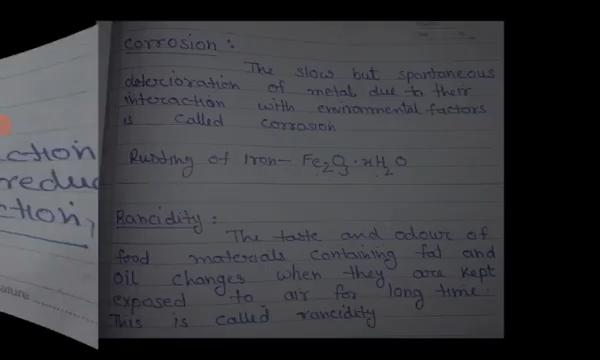 corrosion :
The slow but spontaneous
detercioration of metal due to their
interaction with environmental factors
is called corrosion
Rusting of Iron- Fe2O3·xH2O
Rancidity :
The taste and odour of
food materials containing fat and
oil changes when they are kept
exposed to air for long time.
This is called rancidity
ction
reduc
ction,
ature